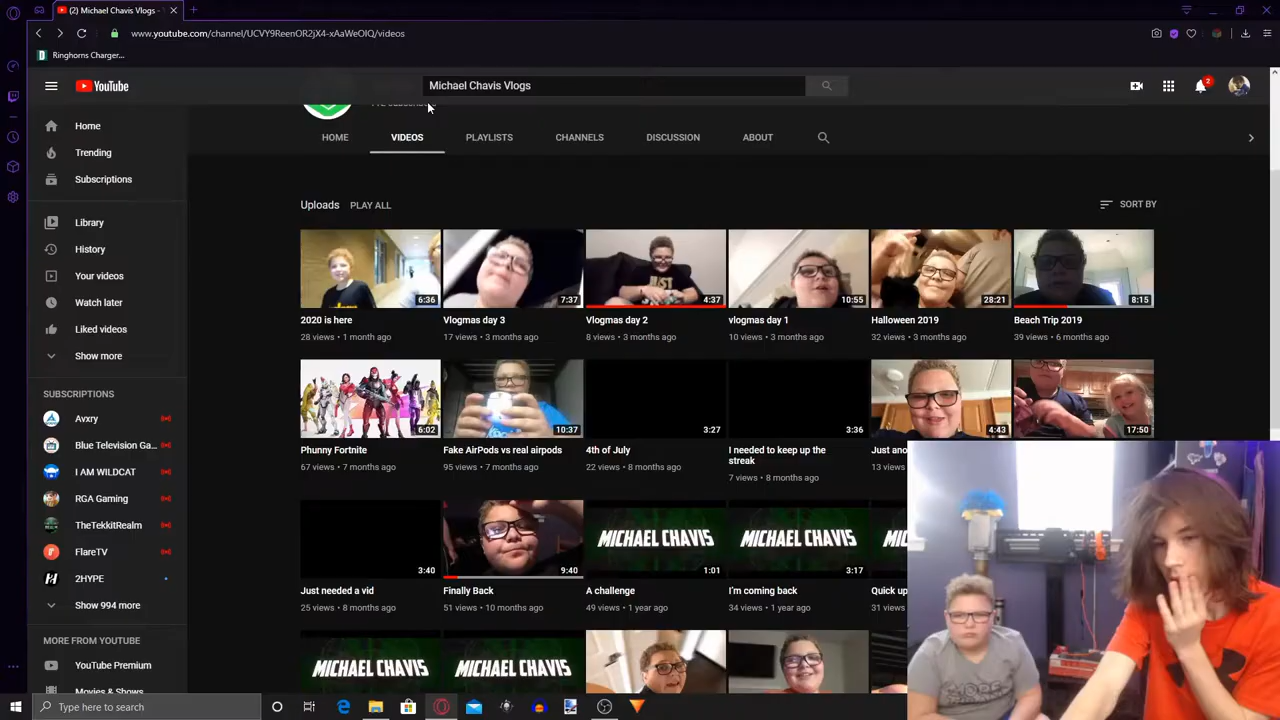 (2) Michael Chavis Vlogs -
www.youtube.com/channel/UCVY9ReenOR2jX4-xAaWeOIQ/videos
Ringhorns Charger...
YouTube
Michael Chavis Vlogs
2
HOME VIDEOS PLAYLISTS CHANNELS DISCUSSION ABOUT
Home
Trending
Subscriptions
Library
History
Your videos
Watch later
Liked videos
Show more
SUBSCRIPTIONS
Avxry
Blue Television Ga...
I AM WILDCAT
RGA Gaming
TheTekkitRealm
FlareTV
2HYPE
Show 994 more
MORE FROM YOUTUBE
YouTube Premium
Movies & Shows
Uploads PLAY ALL SORT BY
6:36 7:37 4:37 10:55 28:21 8:15
2020 is here Vlogmas day 3 Vlogmas day 2 vlogmas day 1 Halloween 2019 Beach Trip 2019
28 views • 1 month ago 17 views • 3 months ago 8 views • 3 months ago 10 views • 3 months ago 32 views • 3 months ago 39 views • 6 months ago
6:02 10:37 3:27 3:36 4:43 17:50
Phunny Fortnite Fake AirPods vs real airpods 4th of July I needed to keep up the streak Just ano
67 views • 7 months ago 95 views • 7 months ago 22 views • 8 months ago 7 views • 8 months ago 13 views
MICHAEL CHAVIS MICHAEL CHAVIS MI
3:40 9:40 1:01 3:17
Just needed a vid Finally Back A challenge I'm coming back Quick up
25 views • 8 months ago 51 views • 10 months ago 49 views • 1 year ago 34 views • 1 year ago 31 views
MICHAEL CHAVIS MICHAEL CHAVIS
Type here to search